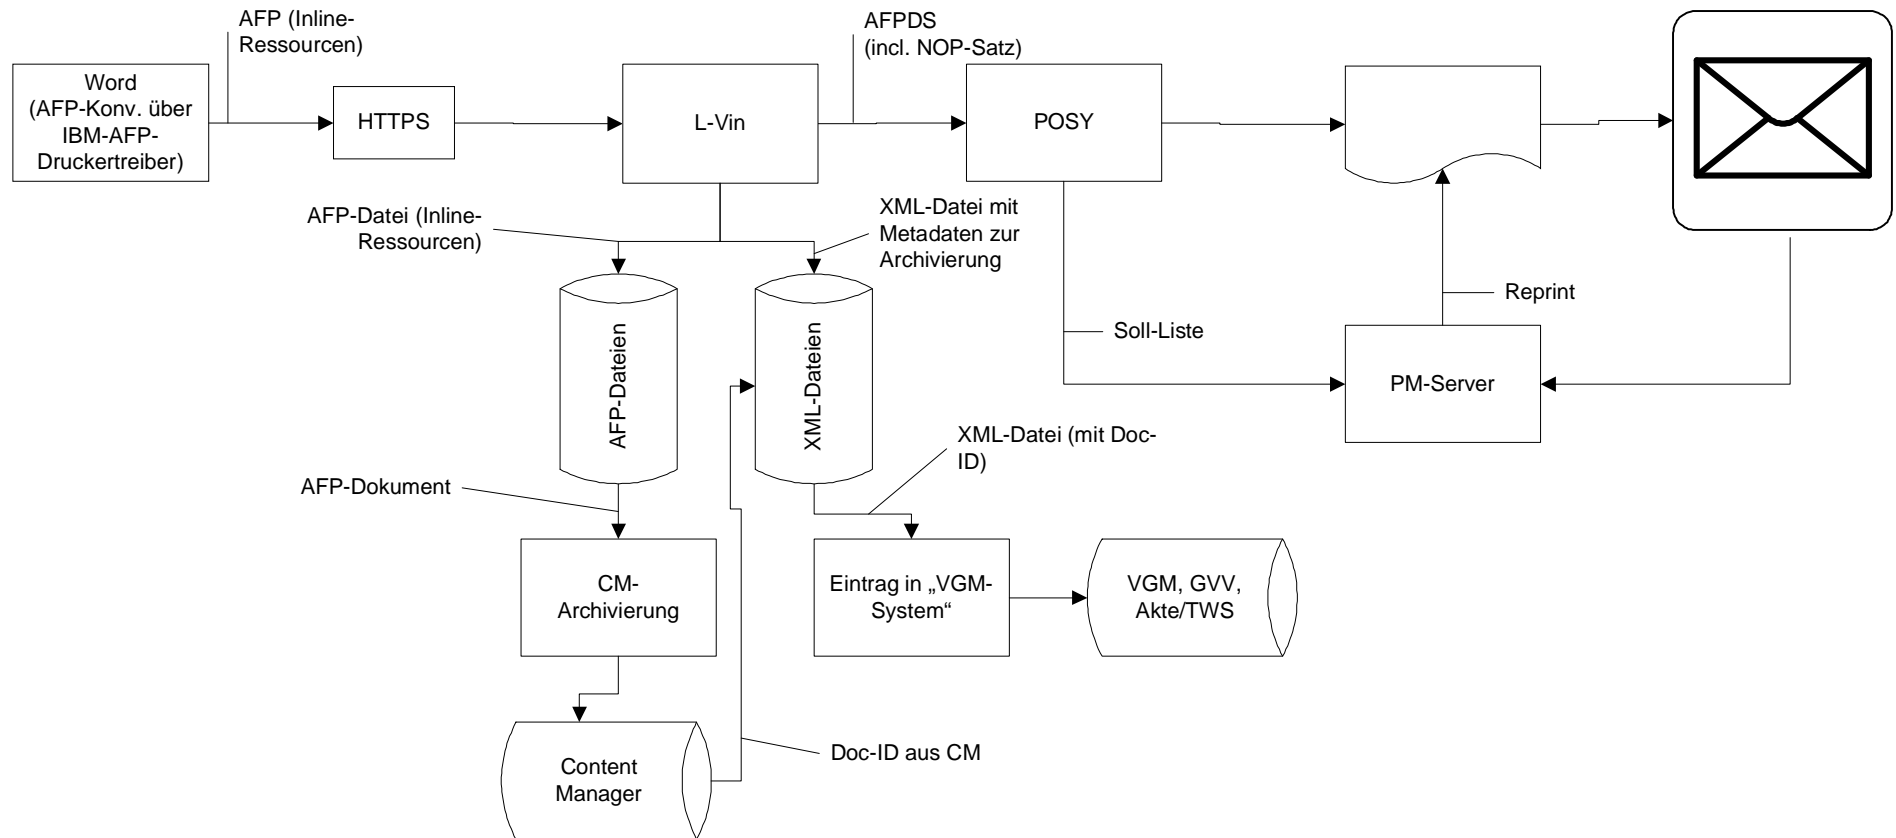 AFP (Inline-
Ressourcen)
AFPDS
(incl. NOP-Satz)
Word
(AFP-Konv. über
IBM-AFP-
Druckertreiber)
HTTPS
L-Vin
POSY
AFP-Datei (Inline-
Ressourcen)
XML-Datei mit
Metadaten zur
Archivierung
Reprint
Soll-Liste
AFP-Dateien
XML-Dateien
PM-Server
XML-Datei (mit Doc-
ID)
AFP-Dokument
CM-
Archivierung
Eintrag in „VGM-
System“
VGM, GVV,
Akte/TWS
Doc-ID aus CM
Content
Manager